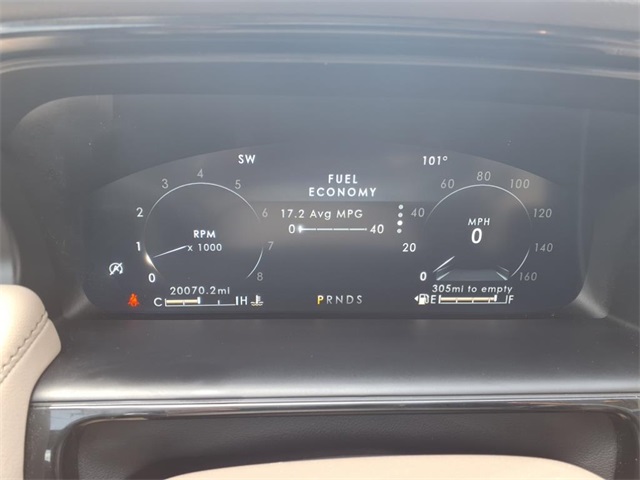 SW
101°
FUEL
ECONOMY
17.2 Avg MPG
0 40
0 1 2 3 4 5 6 7 8
RPM
x 1000
0 20 40 60 80 100 120 140 160
MPH
0
20070.2mi
C H
PRNDS
305mi to empty
E F